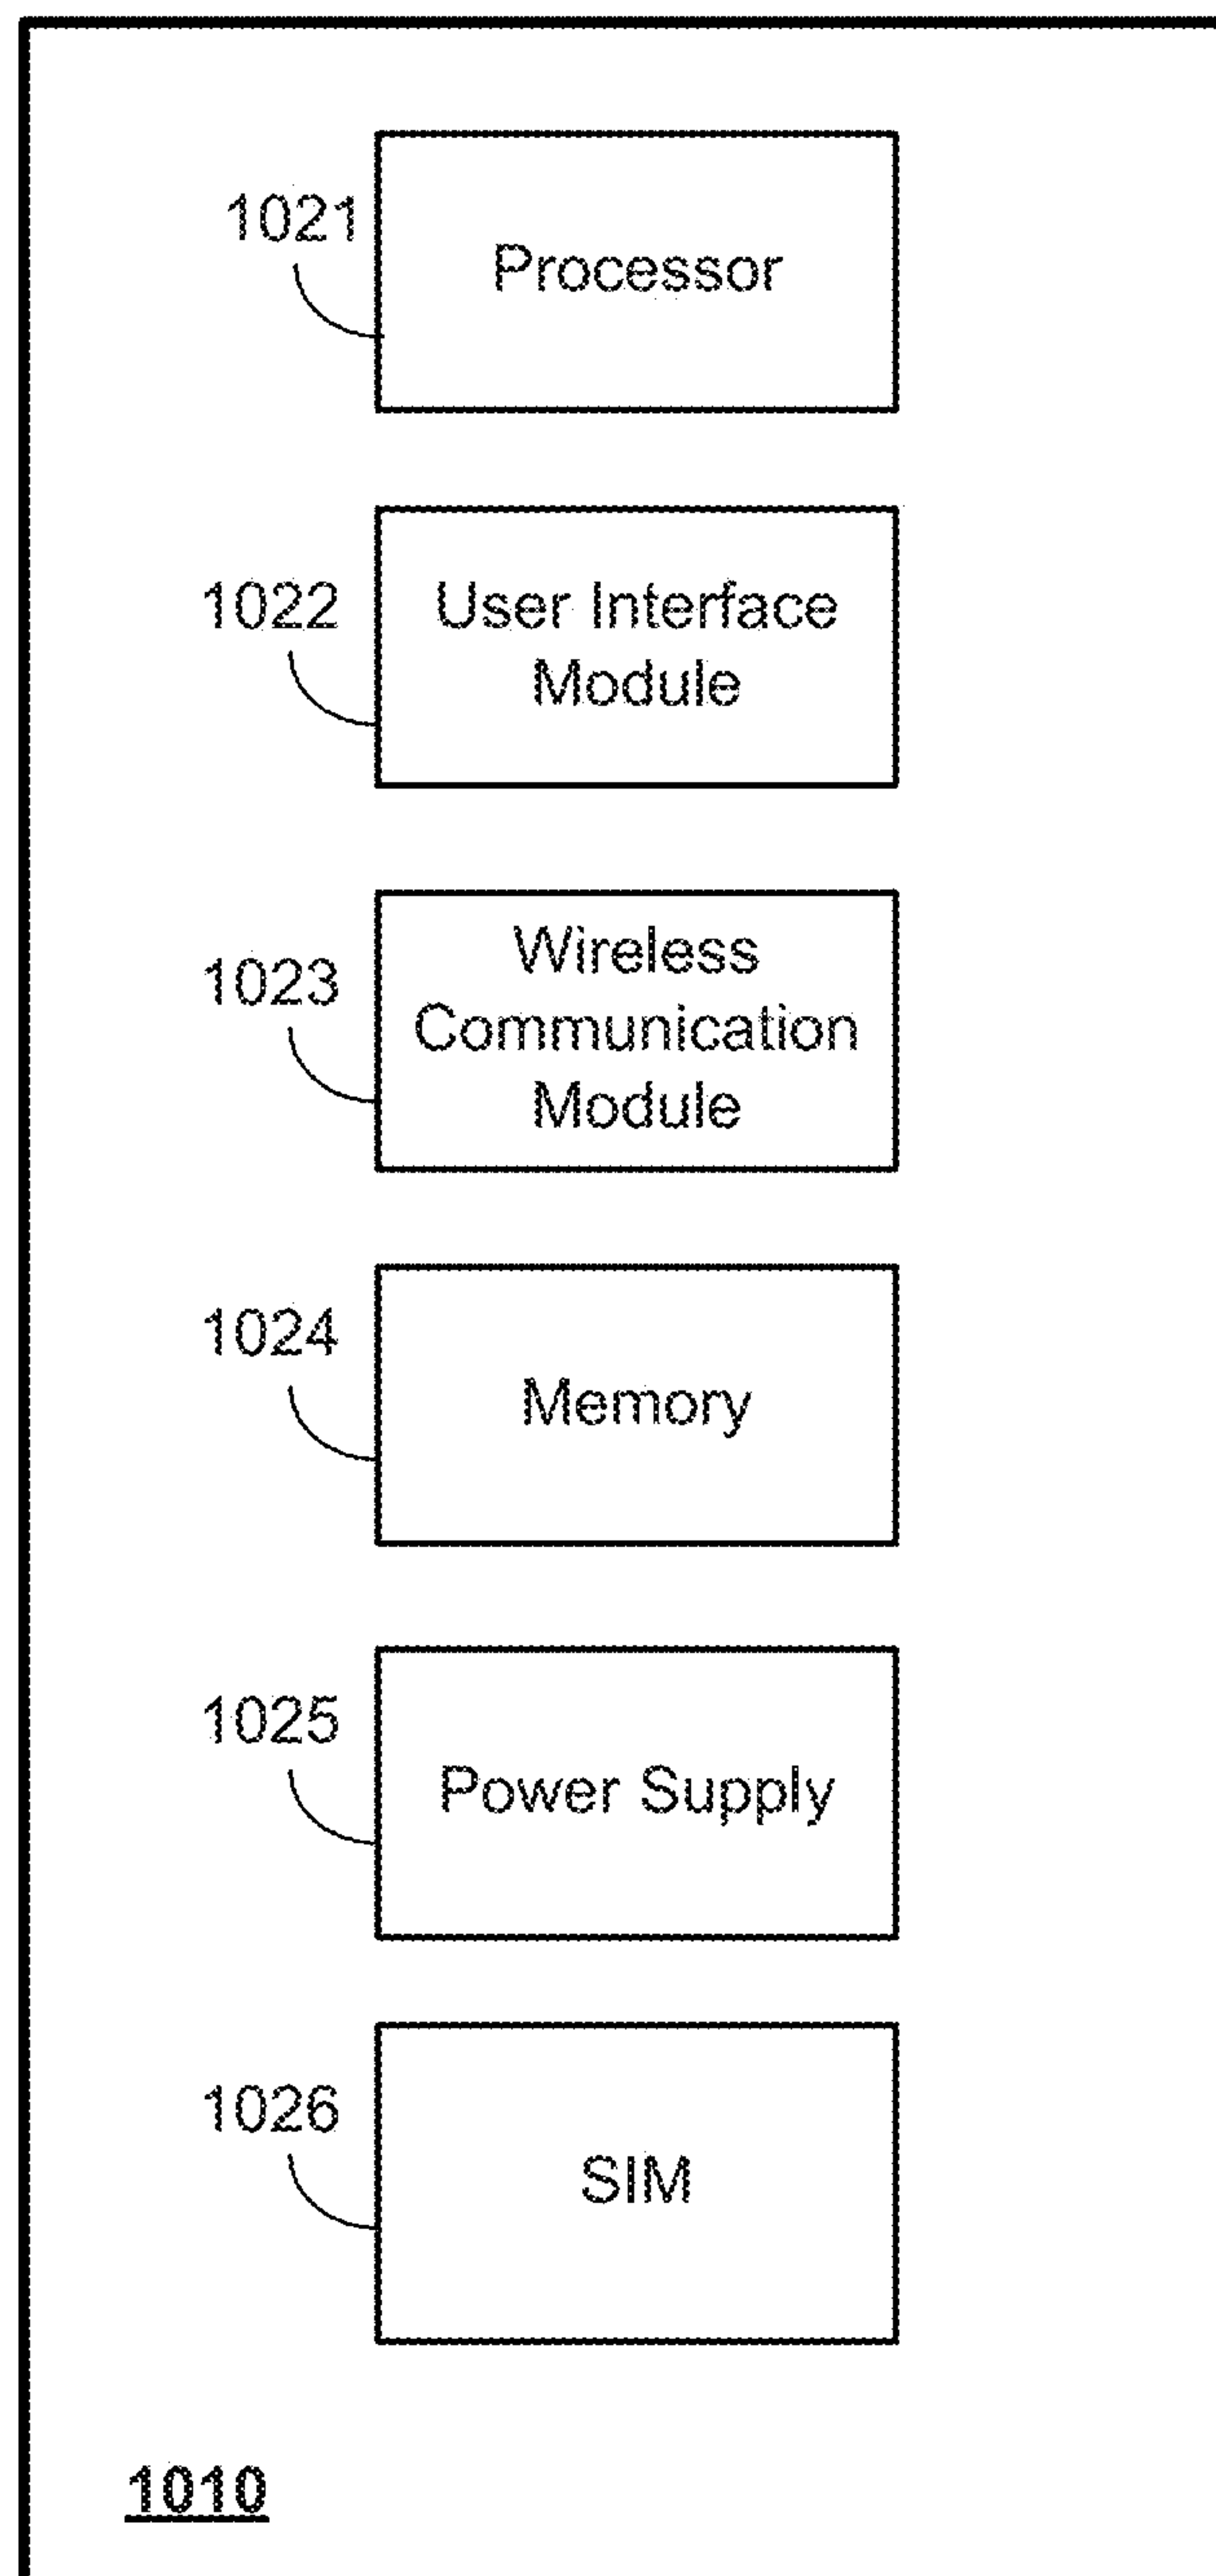 1021
Processor
1022
User Interface
Module
1023
Wireless
Communication
Module
1024
Memory
1025
Power Supply
1026
SIM
1010